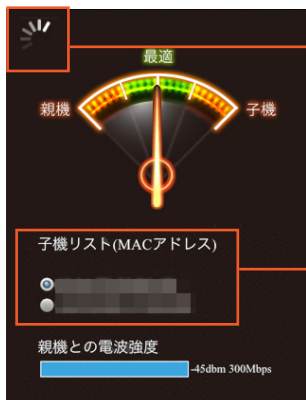 最適
親機
子機
子機リスト(MACアドレス)
親機との電波強度
-45dbm 300Mbps